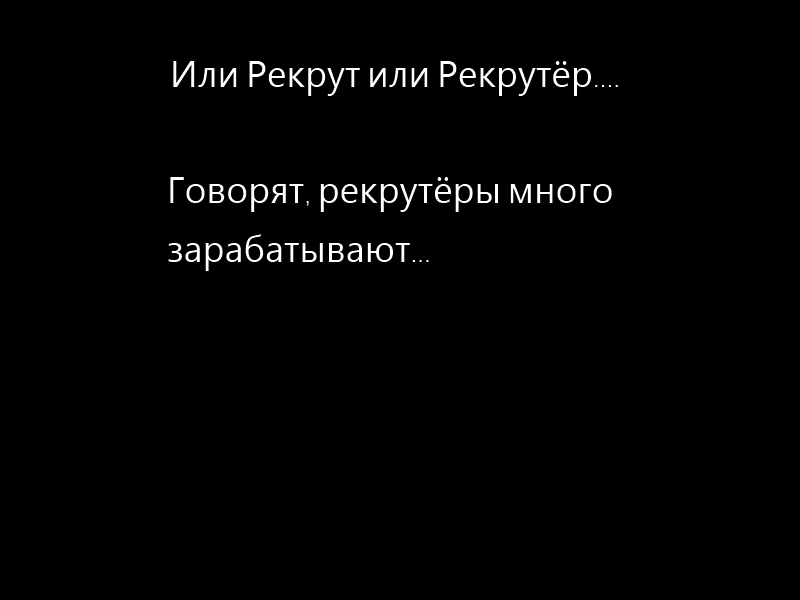 Или Рекрут или Рекрутёр....
Говорят, рекрутёры много
зарабатывают...